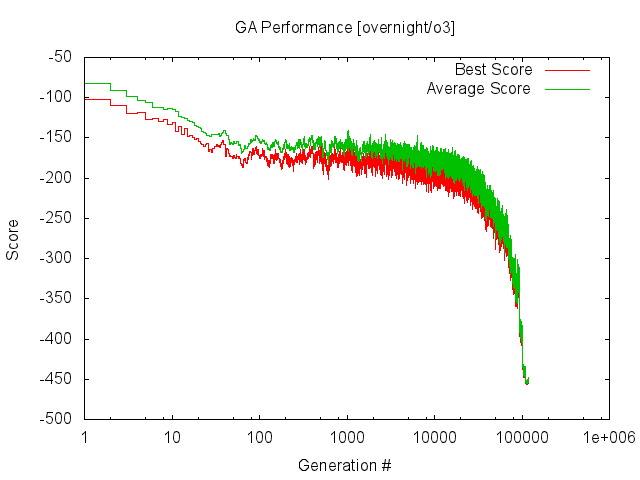 GA Performance [overnight/o3]
Best Score
Average Score
-50
-100
-150
-200
-250
-300
-350
-400
-450
-500
Score
1 10 100 1000 10000 100000 1e+006
Generation #